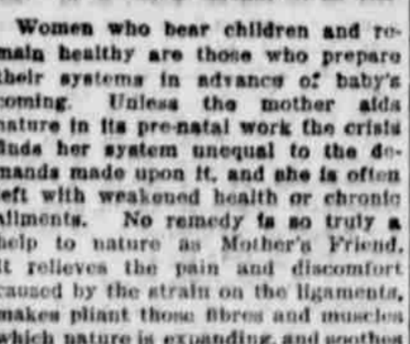 Women who bear children and re-
main healthy are those who prepare
their systems in advance of baby's
coming. Unless the mother aids
nature in its pre-natal work the crisis
finds her system unequal to the de-
mands made upon it, and she is often
left with weakened health or chronic
ailments. No remedy is so truly a
help to nature as Mother's Friend.
It relieves the pain and discomfort
caused by the strain on the ligaments,
makes pliant those fibres and muscles
which nature is expanding, and soothes